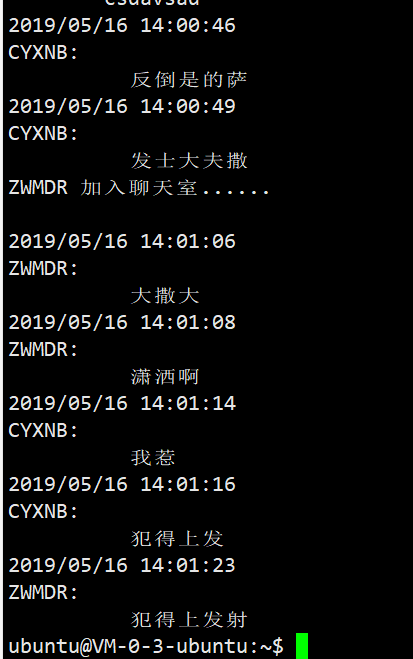 esdavsad
2019/05/16 14:00:46
CYXNB:
反倒是的萨
2019/05/16 14:00:49
CYXNB:
发士大夫撒
ZWMDR 加入聊天室......
2019/05/16 14:01:06
ZWMDR:
大撒大
2019/05/16 14:01:08
ZWMDR:
潇洒啊
2019/05/16 14:01:14
CYXNB:
我惹
2019/05/16 14:01:16
CYXNB:
犯得上发
2019/05/16 14:01:23
ZWMDR:
犯得上发射
ubuntu@VM-0-3-ubuntu:~$